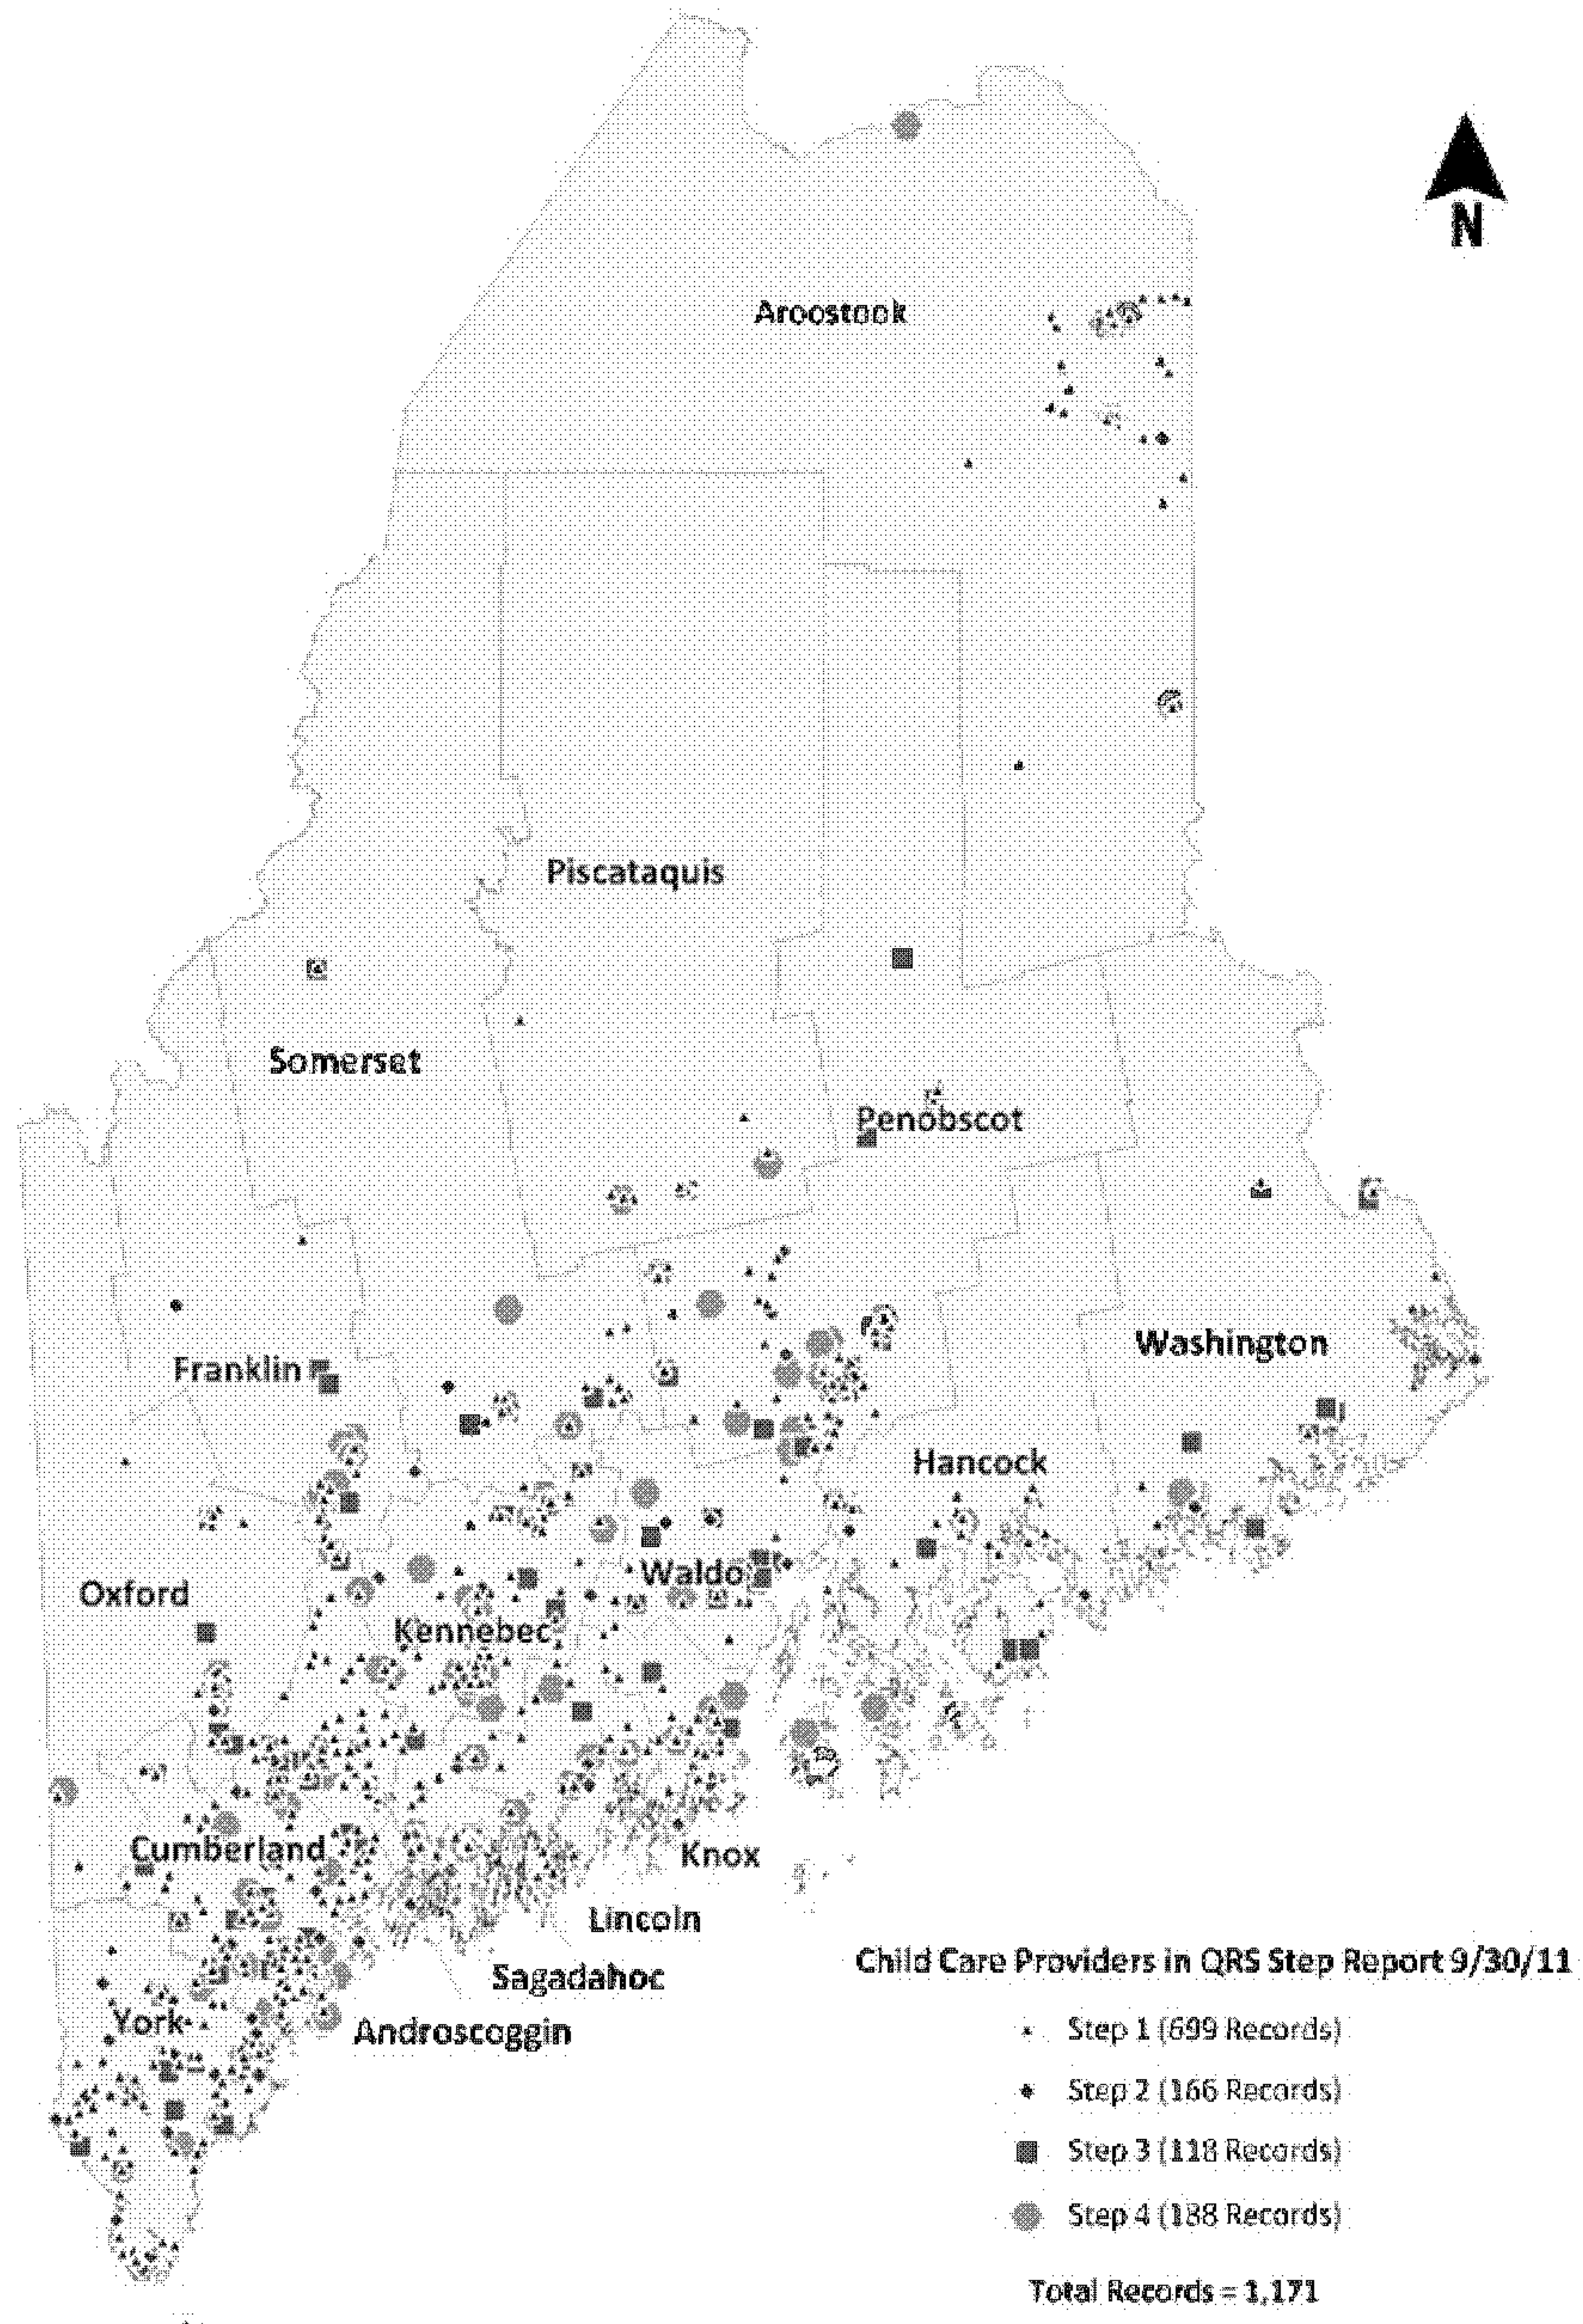 N
Aroostook
Piscataquis
Somerset
Penobscot
Washington
Franklin
Hancock
Oxford
Waldo
Kennebec
Cumberland
Knox
Lincoln
Sagadahoc
York
Androscoggin
Child Care Providers in QRS Step Report 9/30/11
Step 1 (699 Records)
Step 2 (166 Records)
Step 3 (118 Records)
Step 4 (188 Records)
Total Records = 1,171